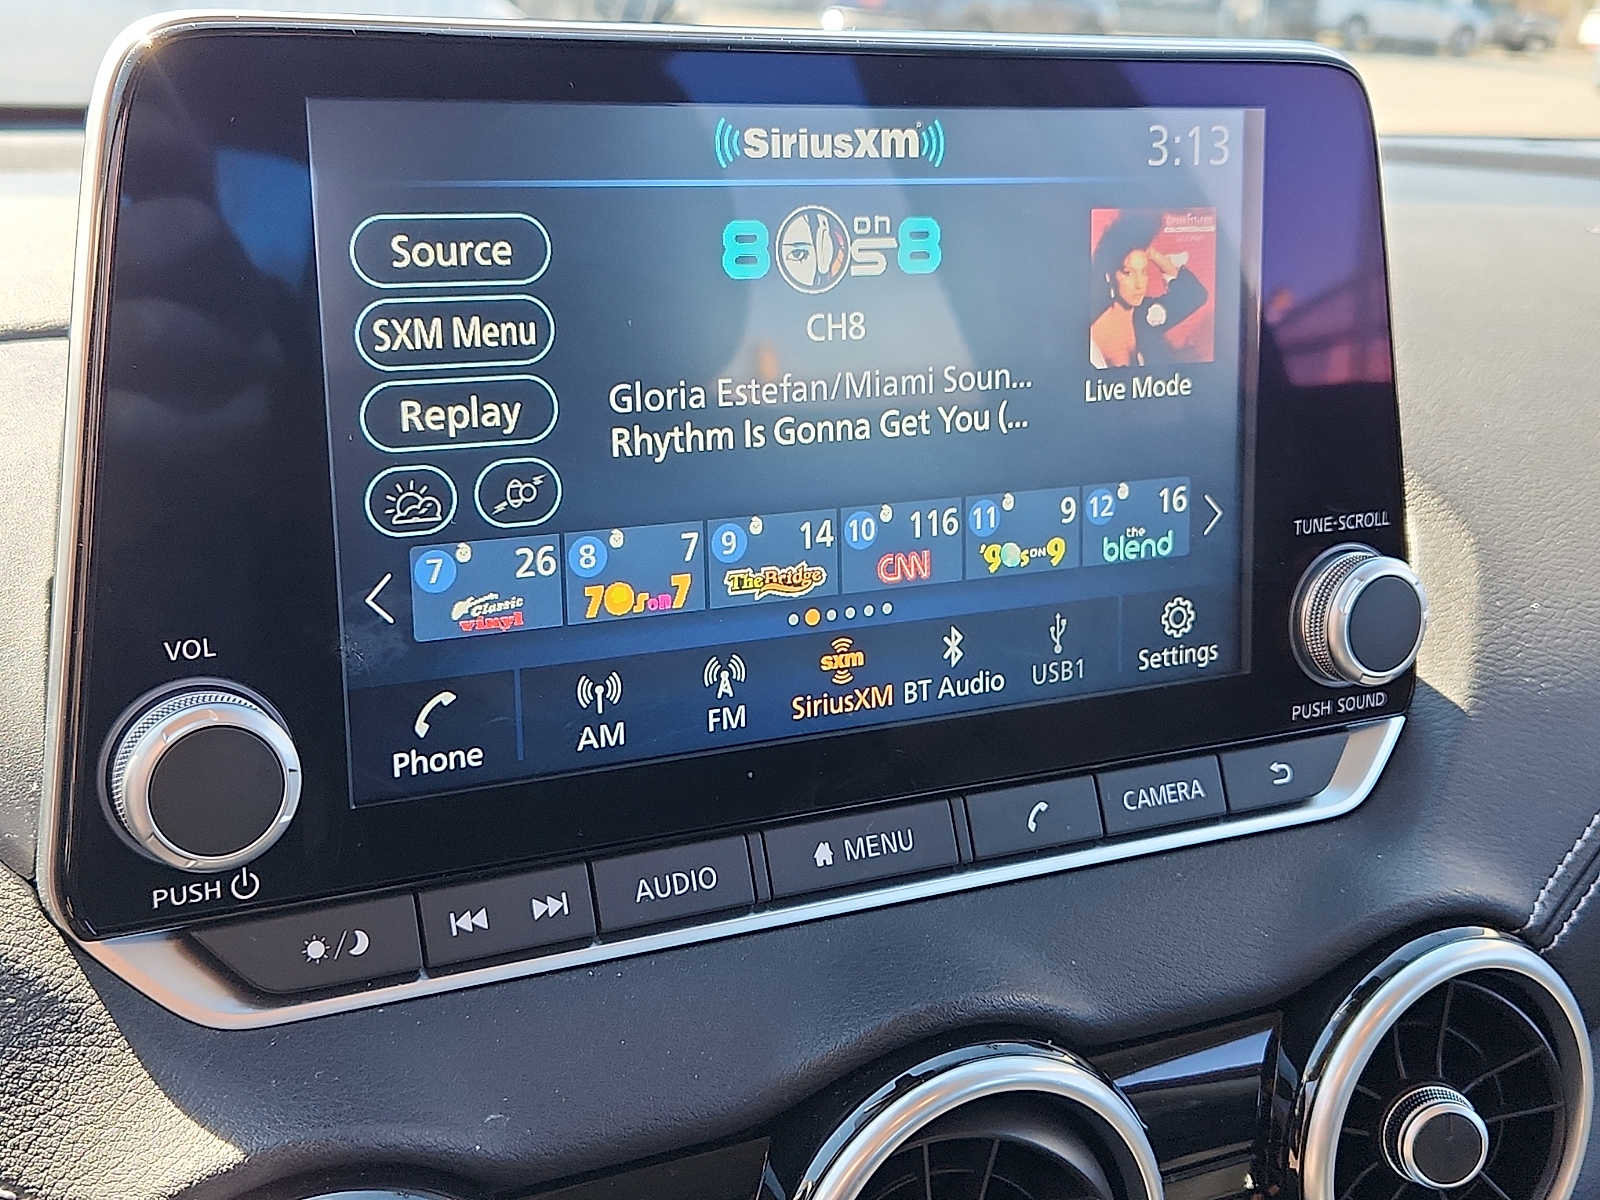 SiriusXM
3:13
Source
SXM Menu
Replay
80s on 8
CH8
Gloria Estefan/Miami Soun...
Rhythm Is Gonna Get You (...
Live Mode
7 26 Classic Vinyl
8 7 70s on 7
9 14 The Bridge
10 116 CNN
11 9 '90s ON 9
12 16 the blend
Phone
AM
FM
sxm
SiriusXM
BT Audio
USB1
Settings
VOL
PUSH
TUNE·SCROLL
PUSH SOUND
AUDIO
MENU
CAMERA